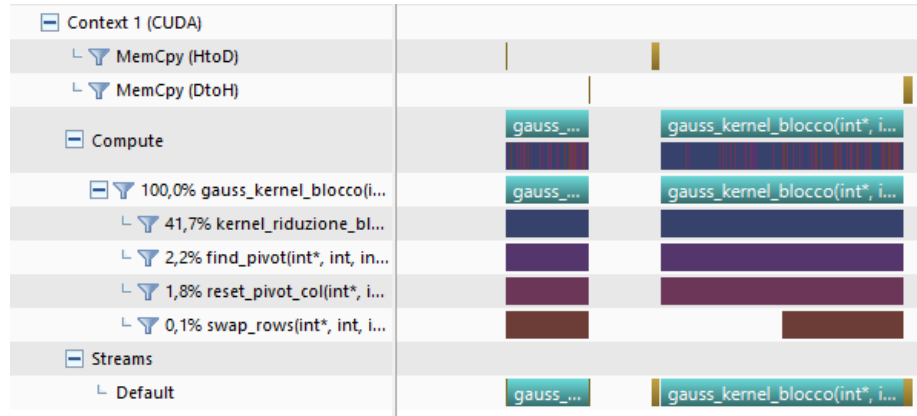 Context 1 (CUDA)
MemCpy (HtoD)
MemCpy (DtoH)
gauss_... gauss_kernel_blocco(int*, i...
Compute
100,0% gauss_kernel_blocco(i... gauss_... gauss_kernel_blocco(int*, i...
41,7% kernel_riduzione_bl...
2,2% find_pivot(int*, int, in...
1,8% reset_pivot_col(int*, i...
0,1% swap_rows(int*, int, i...
Streams
Default gauss_... gauss_kernel_blocco(int*, i...